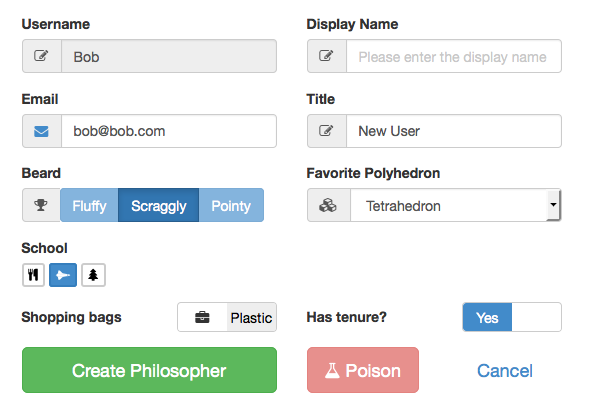 Username Display Name
Bob Please enter the display name
Email Title
bob@bob.com New User
Beard Favorite Polyhedron
Fluffy Scraggly Pointy Tetrahedron
School
Shopping bags Plastic Has tenure? Yes
Create Philosopher Poison Cancel